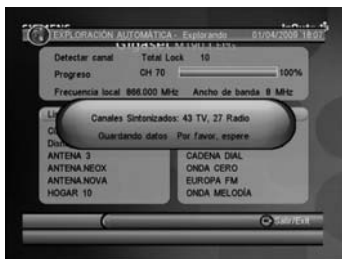 SIEMENS
EXPLORACIÓN AUTOMÁTICA - Explorando 01/04/2009 18:07
Gigaset
Detectar canal Total Lock 10
Progreso CH 70 100%
Frecuencia local 866.000 MHz Ancho de banda 8 MHz
Canales Sintonizados: 43 TV, 27 Radio
Guardando datos Por favor, espere
ANTENA 3 CADENA DIAL
ANTENA.NEOX ONDA CERO
ANTENA.NOVA EUROPA FM
HOGAR 10 ONDA MELODÍA
Salir/Exit